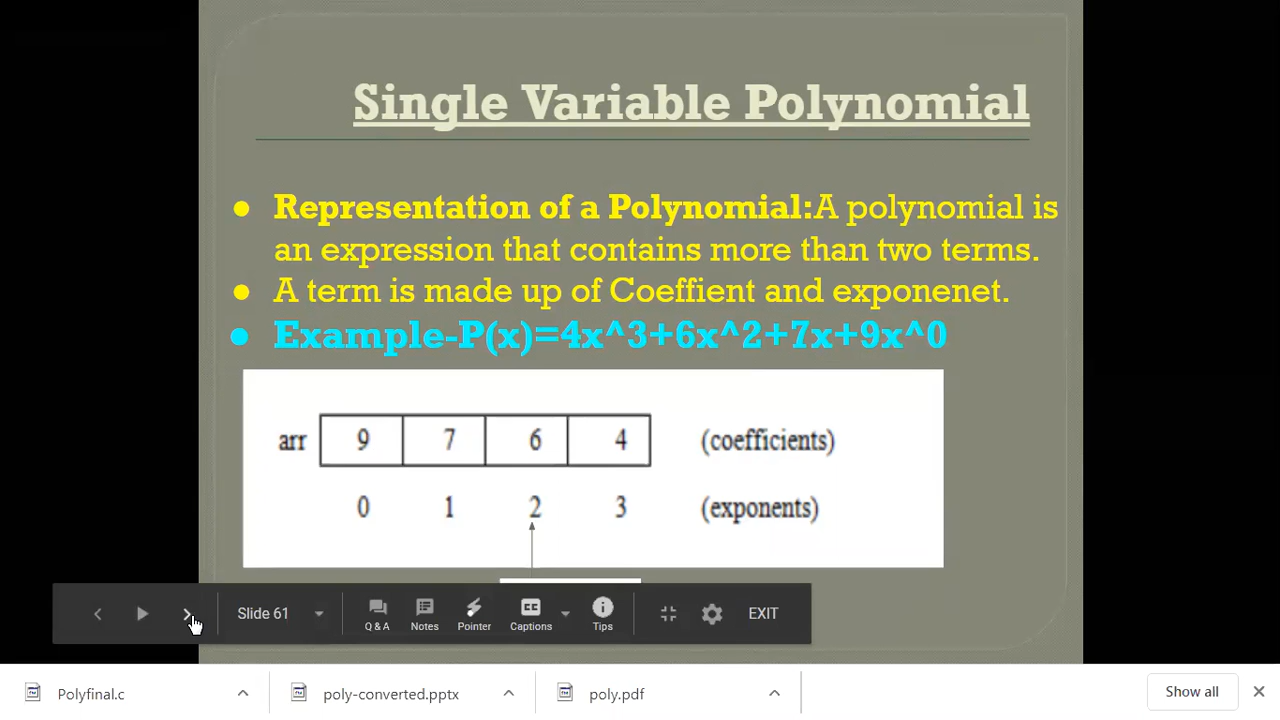 Single Variable Polynomial
● Representation of a Polynomial:A polynomial is
an expression that contains more than two terms.
● A term is made up of Coeffient and exponenet.
● Example-P(x)=4x^3+6x^2+7x+9x^0
arr 9 7 6 4 (coefficients)
0 1 2 3 (exponents)
Slide 61 Q & A Notes Pointer Captions Tips EXIT
Polyfinal.c poly-converted.pptx poly.pdf Show all